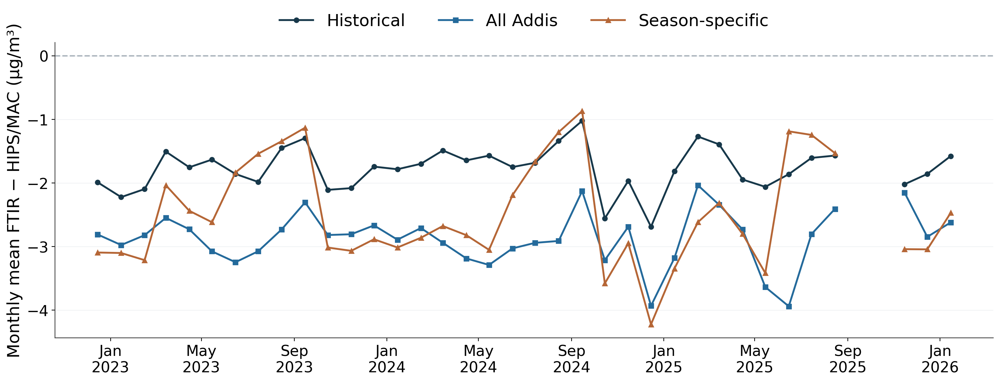 Historical
All Addis
Season-specific
Monthly mean FTIR − HIPS/MAC (µg/m³)
0
−1
−2
−3
−4
Jan
2023
May
2023
Sep
2023
Jan
2024
May
2024
Sep
2024
Jan
2025
May
2025
Sep
2025
Jan
2026